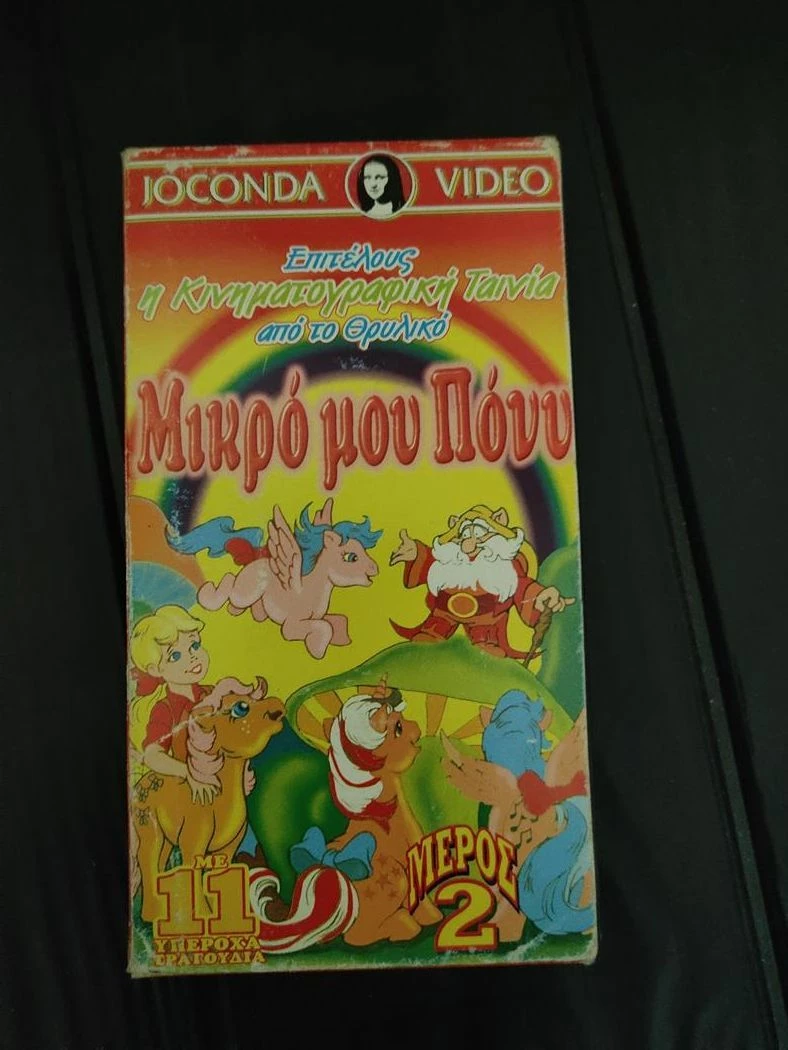 JOCONDA VIDEO
Επιτέλους
η Κινηματογραφική Ταινία
από το Θρυλικό
Μικρό μου Πόνυ
ΜΕ
11
ΥΠΕΡΟΧΑ
ΤΡΑΓΟΥΔΙΑ
ΜΕΡΟΣ
2